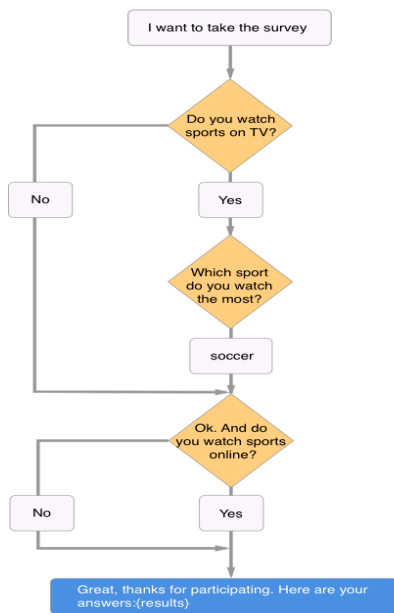 I want to take the survey
Do you watch
sports on TV?
No
Yes
Which sport
do you watch
the most?
soccer
Ok. And do
you watch sports
online?
No
Yes
Great, thanks for participating. Here are your
answers:{results}